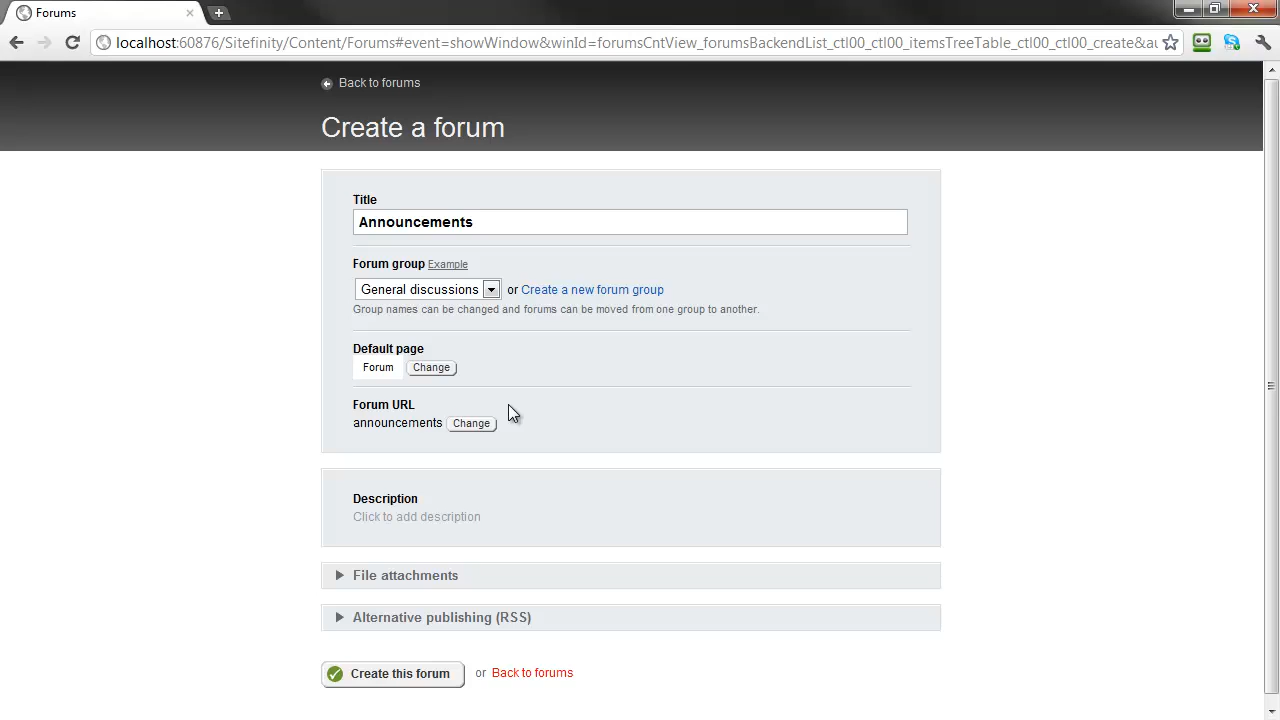 Forums
localhost:60876/Sitefinity/Content/Forums#event=showWindow&winId=forumsCntView_forumsBackendList_ctl00_ctl00_itemsTreeTable_ctl00_ctl00_create&au
Back to forums
Create a forum
Title
Announcements
Forum group Example
General discussions or Create a new forum group
Group names can be changed and forums can be moved from one group to another.
Default page
Forum Change
Forum URL
announcements Change
Description
Click to add description
File attachments
Alternative publishing (RSS)
Create this forum or Back to forums